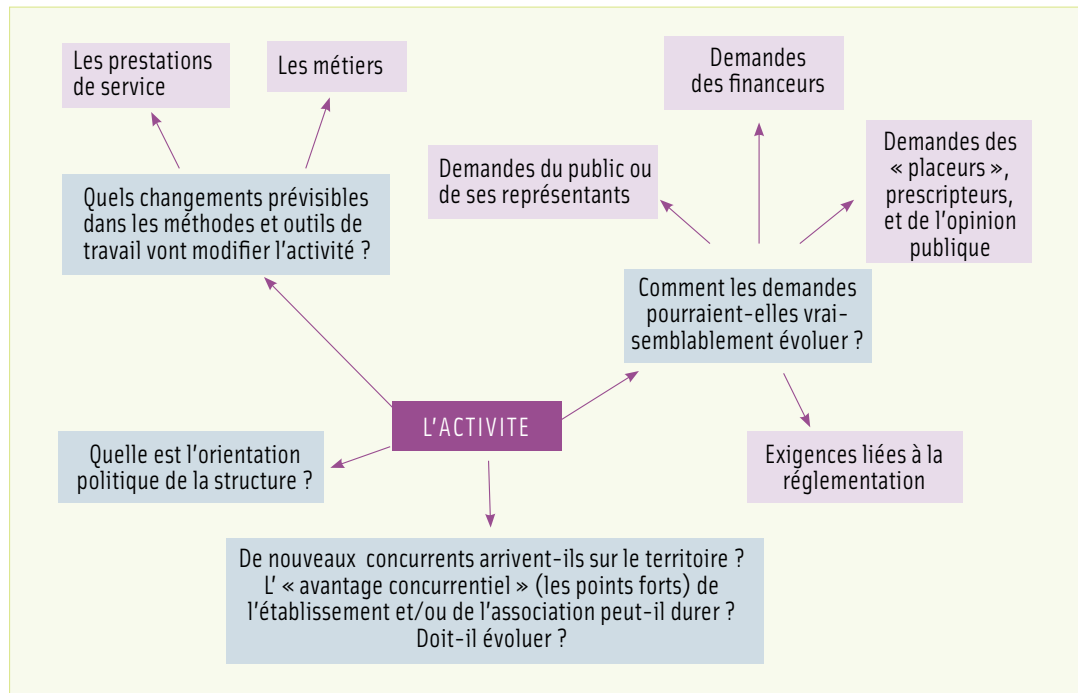 Les prestations
de service
Les métiers
Demandes
des financeurs
Demandes du public ou
de ses représentants
Demandes des
« placeurs »,
prescripteurs,
et de l'opinion
publique
Quels changements prévisibles
dans les méthodes et outils de
travail vont modifier l'activité ?
Comment les demandes
pourraient-elles vrai-
semblablement évoluer ?
L'ACTIVITE
Quelle est l'orientation
politique de la structure ?
Exigences liées à la
réglementation
De nouveaux concurrents arrivent-ils sur le territoire ?
L' « avantage concurrentiel » (les points forts) de
l'établissement et/ou de l'association peut-il durer ?
Doit-il évoluer ?